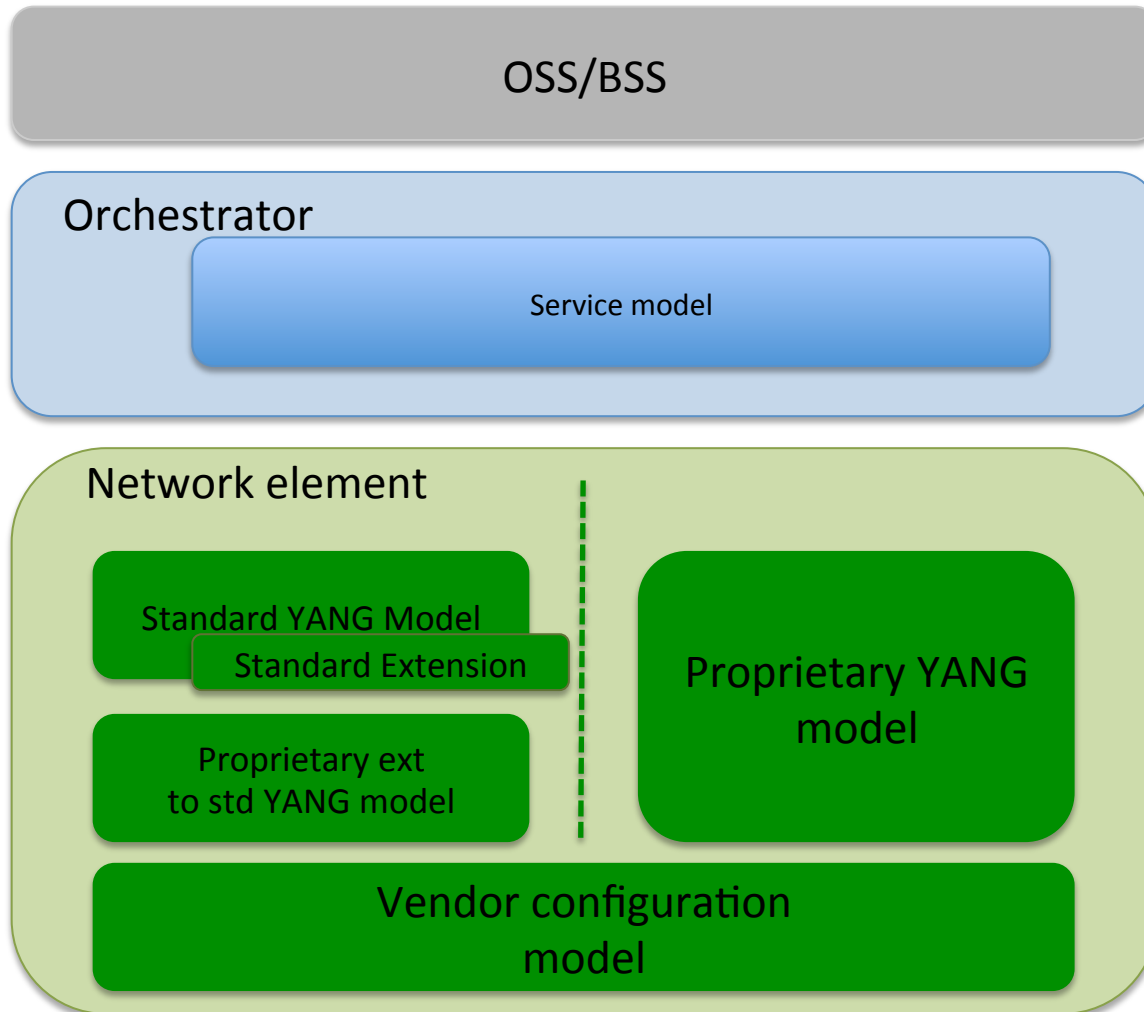 OSS/BSS
Orchestrator
Service model
Network element
Standard YANG Model
Standard Extension
Proprietary ext
to std YANG model
Proprietary YANG
model
Vendor configuration
model